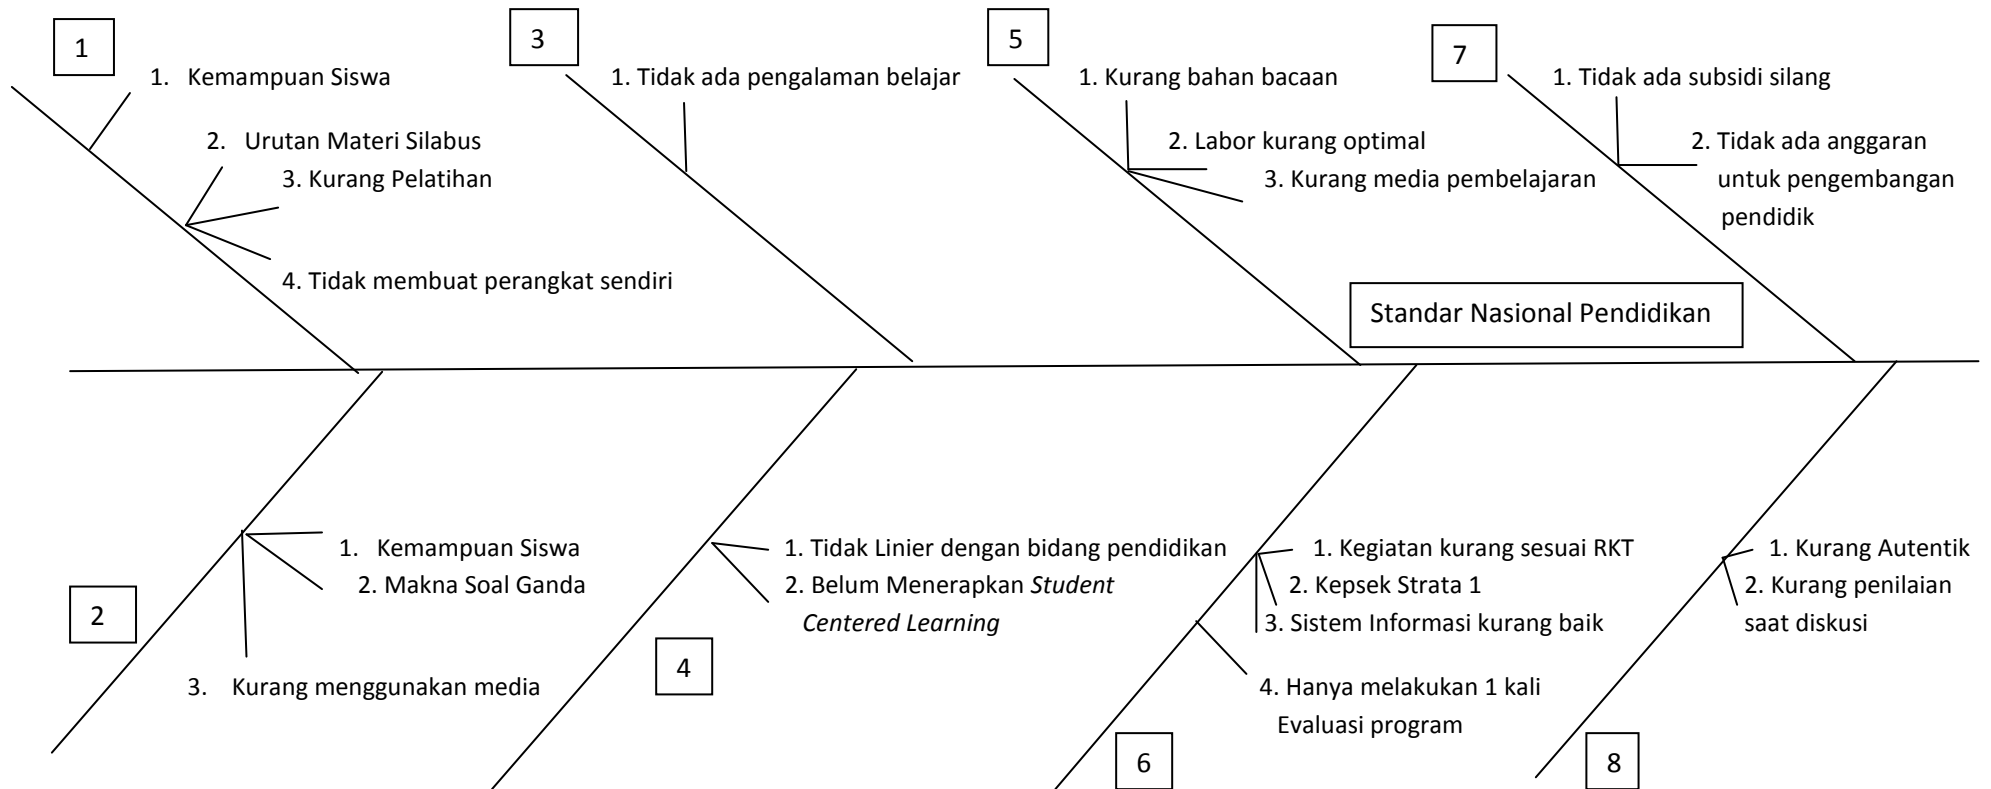 1
1. Kemampuan Siswa
2. Urutan Materi Silabus
3. Kurang Pelatihan
4. Tidak membuat perangkat sendiri
3
1. Tidak ada pengalaman belajar
5
1. Kurang bahan bacaan
2. Labor kurang optimal
3. Kurang media pembelajaran
7
1. Tidak ada subsidi silang
2. Tidak ada anggaran
untuk pengembangan
pendidik
Standar Nasional Pendidikan
2
1. Kemampuan Siswa
2. Makna Soal Ganda
3. Kurang menggunakan media
4
1. Tidak Linier dengan bidang pendidikan
2. Belum Menerapkan Student
Centered Learning
6
1. Kegiatan kurang sesuai RKT
2. Kepsek Strata 1
3. Sistem Informasi kurang baik
4. Hanya melakukan 1 kali
Evaluasi program
8
1. Kurang Autentik
2. Kurang penilaian
saat diskusi